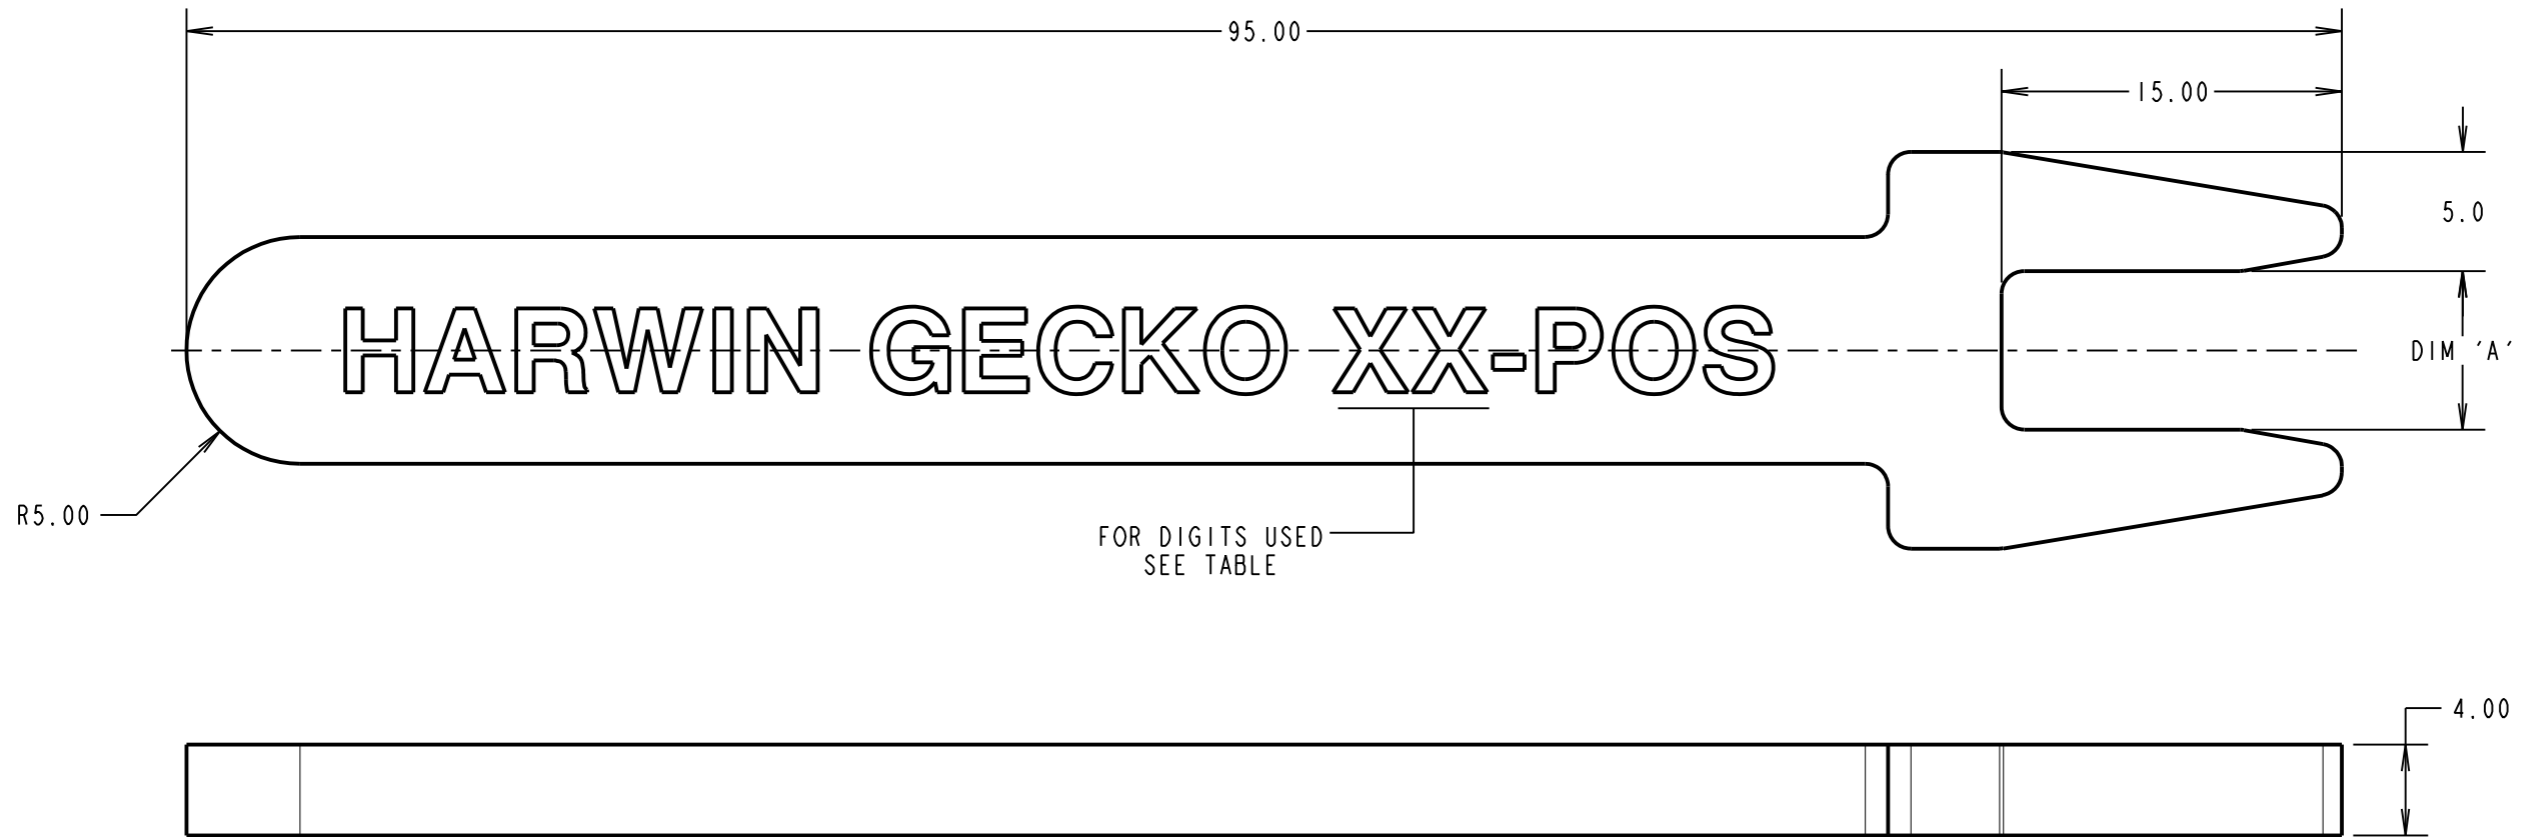 95.00
15.00
5.0
HARWIN GECKO XX-POS
DIM 'A'
R5.00
FOR DIGITS USED
SEE TABLE
4.00